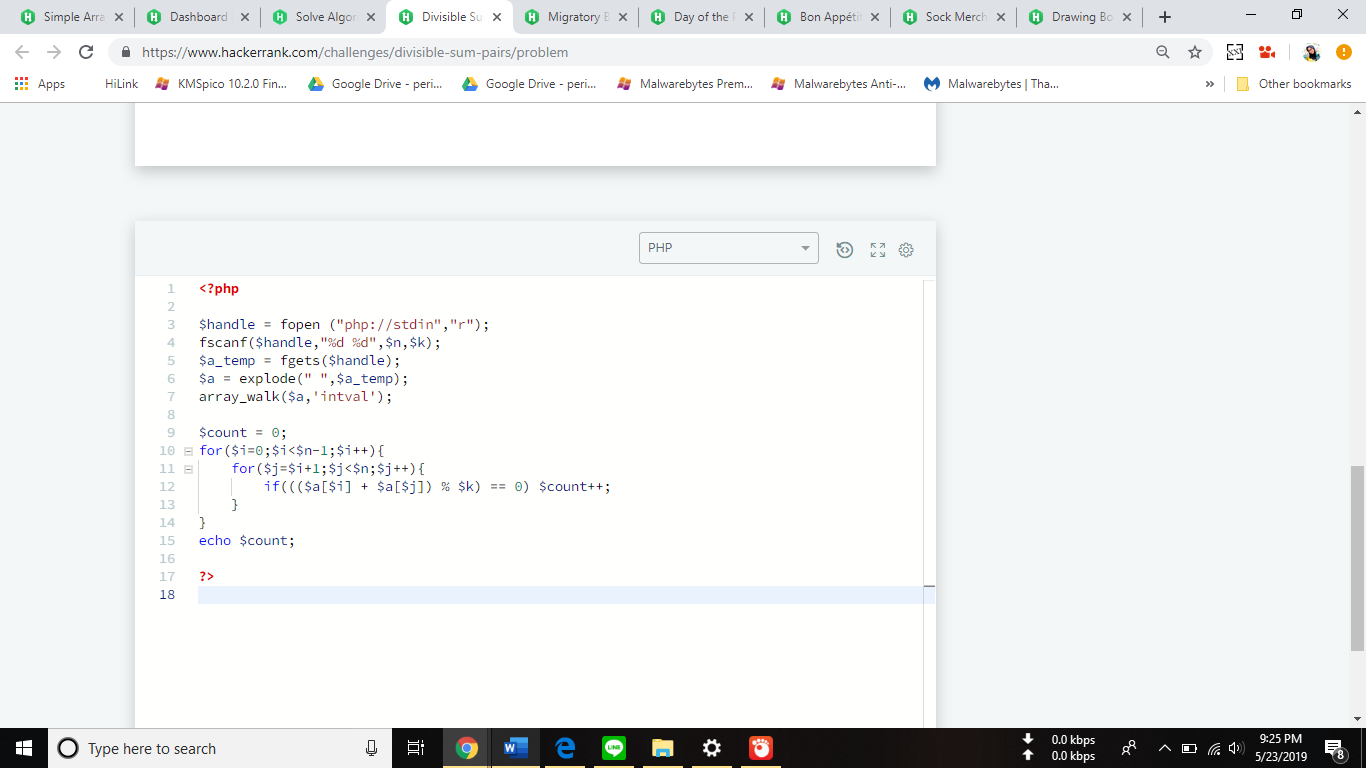 Simple Arra
Dashboard
Solve Algor
Divisible Su
Migratory B
Day of the P
Bon Appétit
Sock Merch
Drawing Bo
https://www.hackerrank.com/challenges/divisible-sum-pairs/problem
Apps
HiLink
KMSpico 10.2.0 Fin...
Google Drive - peri...
Google Drive - peri...
Malwarebytes Prem...
Malwarebytes Anti-...
Malwarebytes | Tha...
»
Other bookmarks
PHP
1 <?php
2
3 $handle = fopen ("php://stdin","r");
4 fscanf($handle,"%d %d",$n,$k);
5 $a_temp = fgets($handle);
6 $a = explode(" ",$a_temp);
7 array_walk($a,'intval');
8
9 $count = 0;
10 for($i=0;$i<$n-1;$i++){
11 for($j=$i+1;$j<$n;$j++){
12 if((($a[$i] + $a[$j]) % $k) == 0) $count++;
13 }
14 }
15 echo $count;
16
17 ?>
18
Type here to search
LINE
0.0 kbps
0.0 kbps
9:25 PM
5/23/2019
8